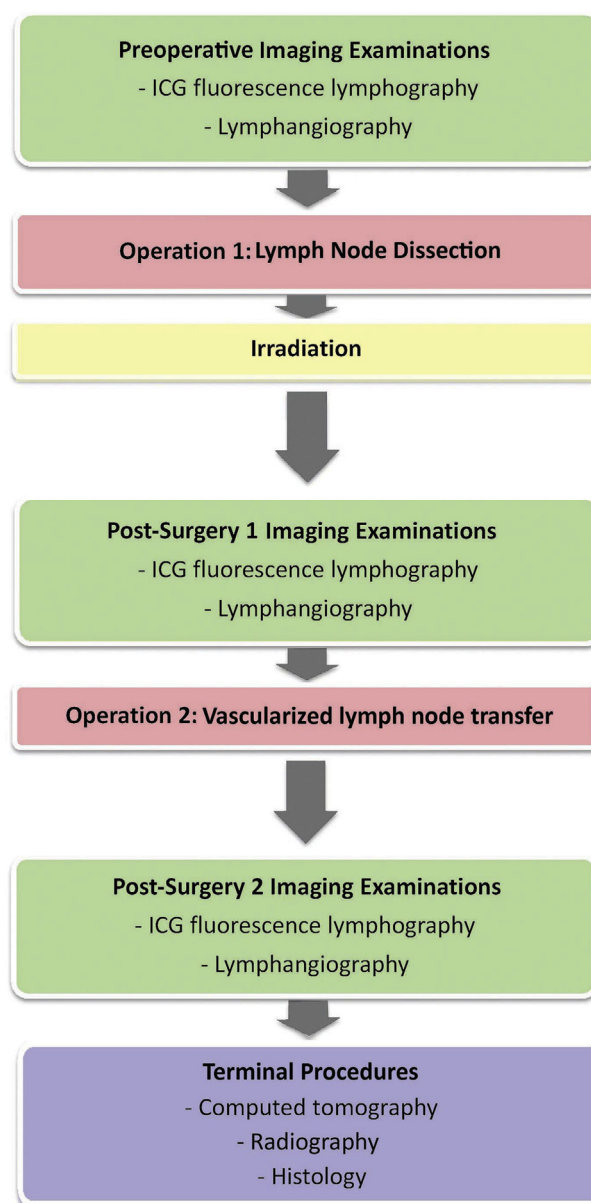 Preoperative Imaging Examinations
- ICG fluorescence lymphography
- Lymphangiography
Operation 1: Lymph Node Dissection
Irradiation
Post-Surgery 1 Imaging Examinations
- ICG fluorescence lymphography
- Lymphangiography
Operation 2: Vascularized lymph node transfer
Post-Surgery 2 Imaging Examinations
- ICG fluorescence lymphography
- Lymphangiography
Terminal Procedures
- Computed tomography
- Radiography
- Histology